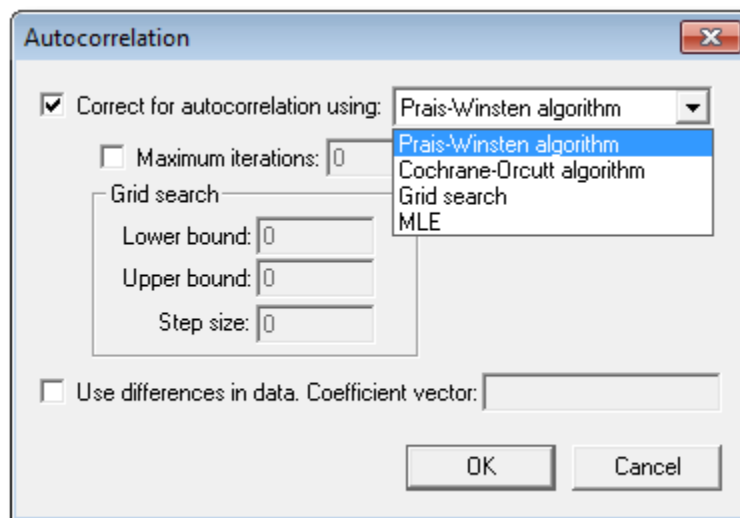 Autocorrelation
Correct for autocorrelation using: Prais-Winsten algorithm
Prais-Winsten algorithm
Cochrane-Orcutt algorithm
Grid search
MLE
Maximum iterations: 0
Grid search
Lower bound: 0
Upper bound: 0
Step size: 0
Use differences in data. Coefficient vector:
OK Cancel